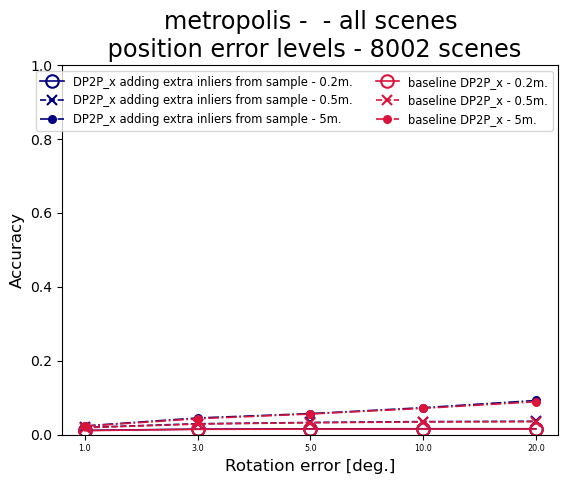 metropolis -  - all scenes
position error levels - 8002 scenes
DP2P_x adding extra inliers from sample - 0.2m.
DP2P_x adding extra inliers from sample - 0.5m.
DP2P_x adding extra inliers from sample - 5m.
baseline DP2P_x - 0.2m.
baseline DP2P_x - 0.5m.
baseline DP2P_x - 5m.
Accuracy
1.0
0.8
0.6
0.4
0.2
0.0
1.0 3.0 5.0 10.0 20.0
Rotation error [deg.]